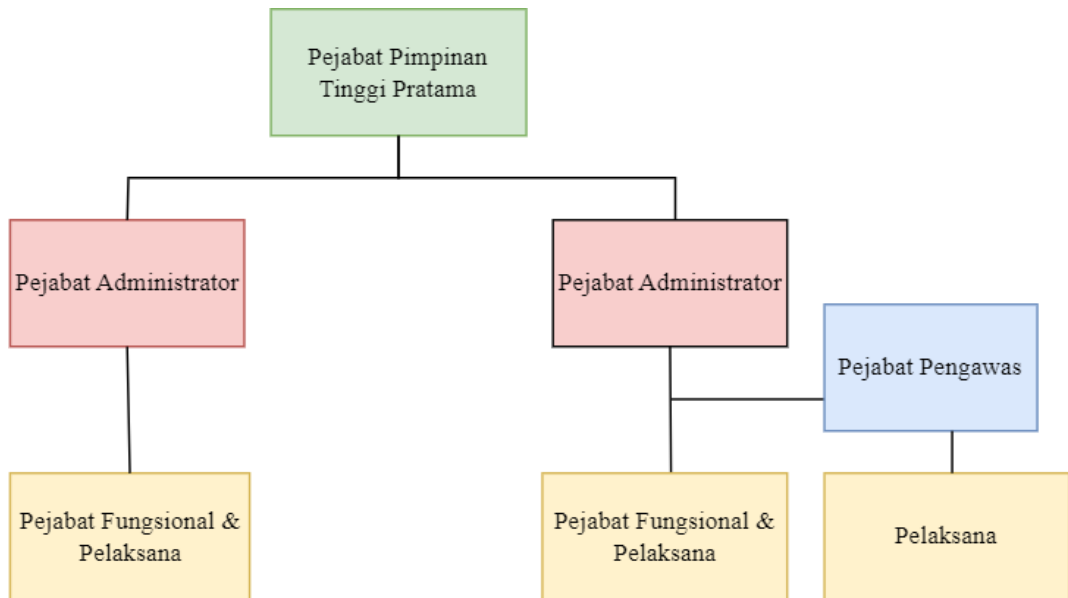 Pejabat Pimpinan
Tinggi Pratama
Pejabat Administrator
Pejabat Administrator
Pejabat Pengawas
Pejabat Fungsional &
Pelaksana
Pejabat Fungsional &
Pelaksana
Pelaksana